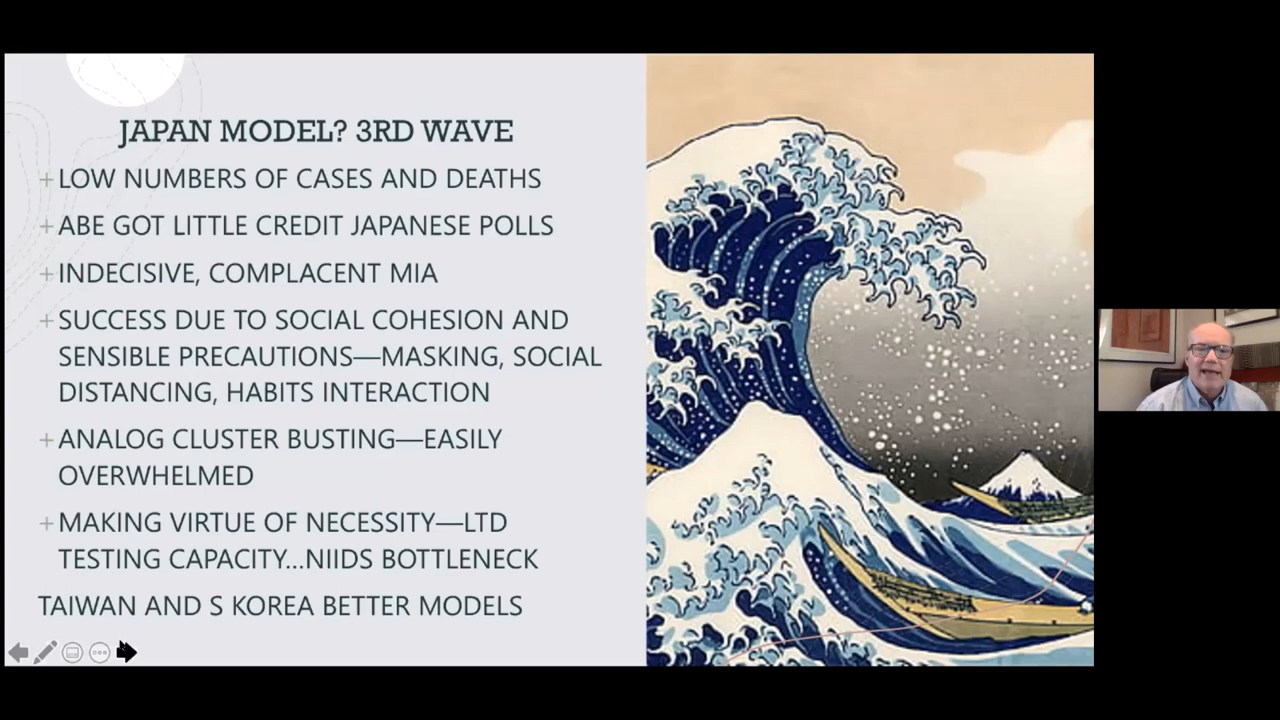 JAPAN MODEL? 3RD WAVE
+LOW NUMBERS OF CASES AND DEATHS
+ABE GOT LITTLE CREDIT JAPANESE POLLS
+INDECISIVE, COMPLACENT MIA
+SUCCESS DUE TO SOCIAL COHESION AND
SENSIBLE PRECAUTIONS—MASKING, SOCIAL
DISTANCING, HABITS INTERACTION
+ANALOG CLUSTER BUSTING—EASILY
OVERWHELMED
+MAKING VIRTUE OF NECESSITY—LTD
TESTING CAPACITY...NIIDS BOTTLENECK
TAIWAN AND S KOREA BETTER MODELS